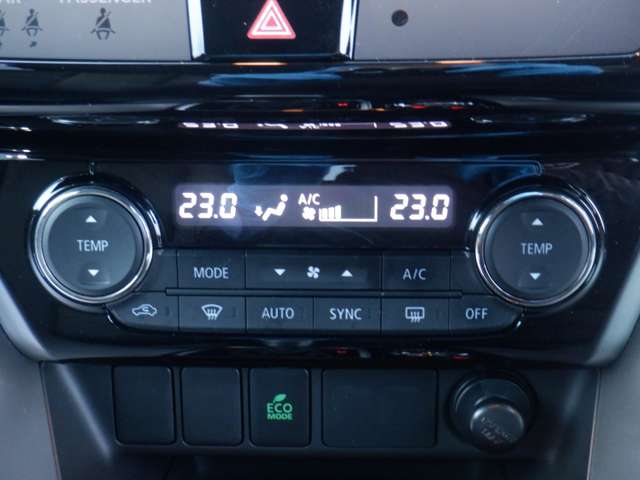 PASSENGER
23.0 A/C 23.0
TEMP
MODE
A/C
TEMP
AUTO
SYNC
OFF
ECO
MODE